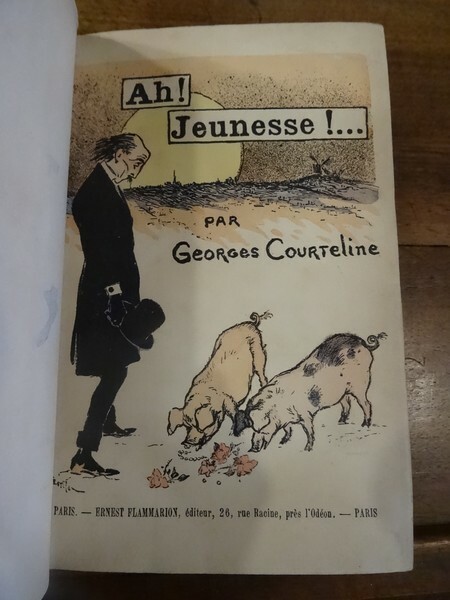 Ah!
Jeunesse !...
PAR
GEORGES COURTELINE
PARIS. — ERNEST FLAMMARION, éditeur, 26, rue Racine, près l'Odéon. — PARIS